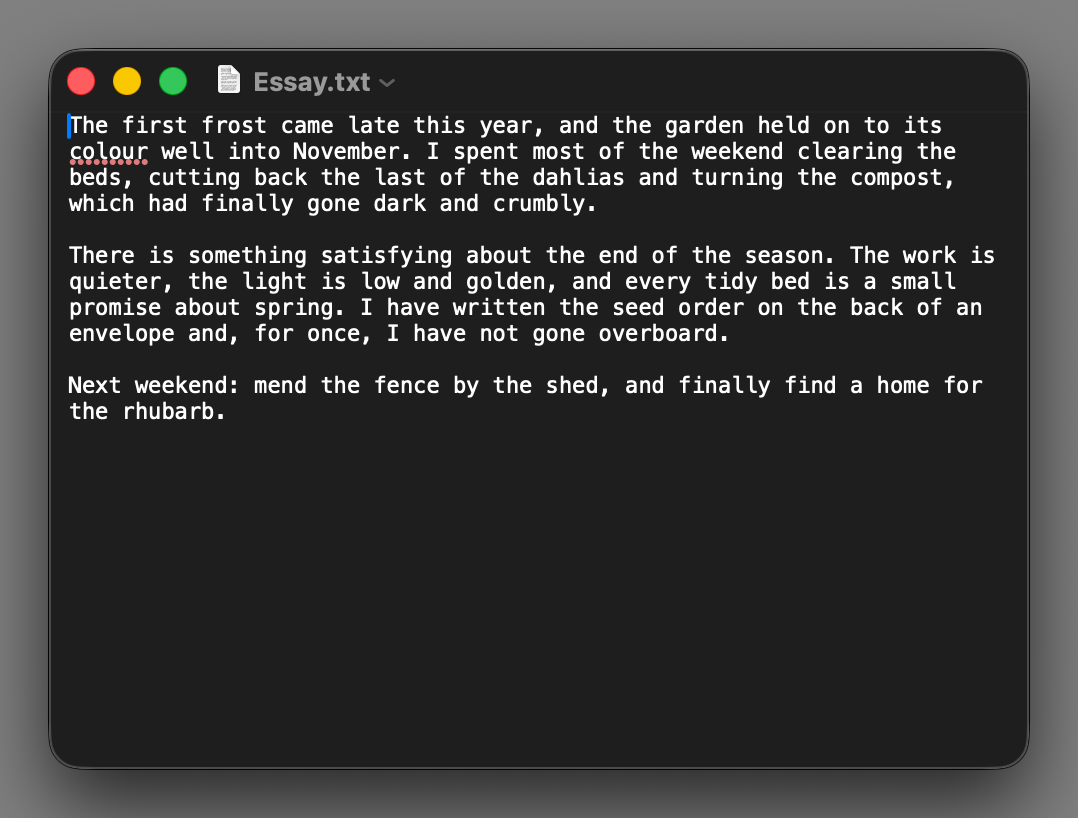 Essay.txt
The first frost came late this year, and the garden held on to its
colour well into November. I spent most of the weekend clearing the
beds, cutting back the last of the dahlias and turning the compost,
which had finally gone dark and crumbly.
There is something satisfying about the end of the season. The work is
quieter, the light is low and golden, and every tidy bed is a small
promise about spring. I have written the seed order on the back of an
envelope and, for once, I have not gone overboard.
Next weekend: mend the fence by the shed, and finally find a home for
the rhubarb.